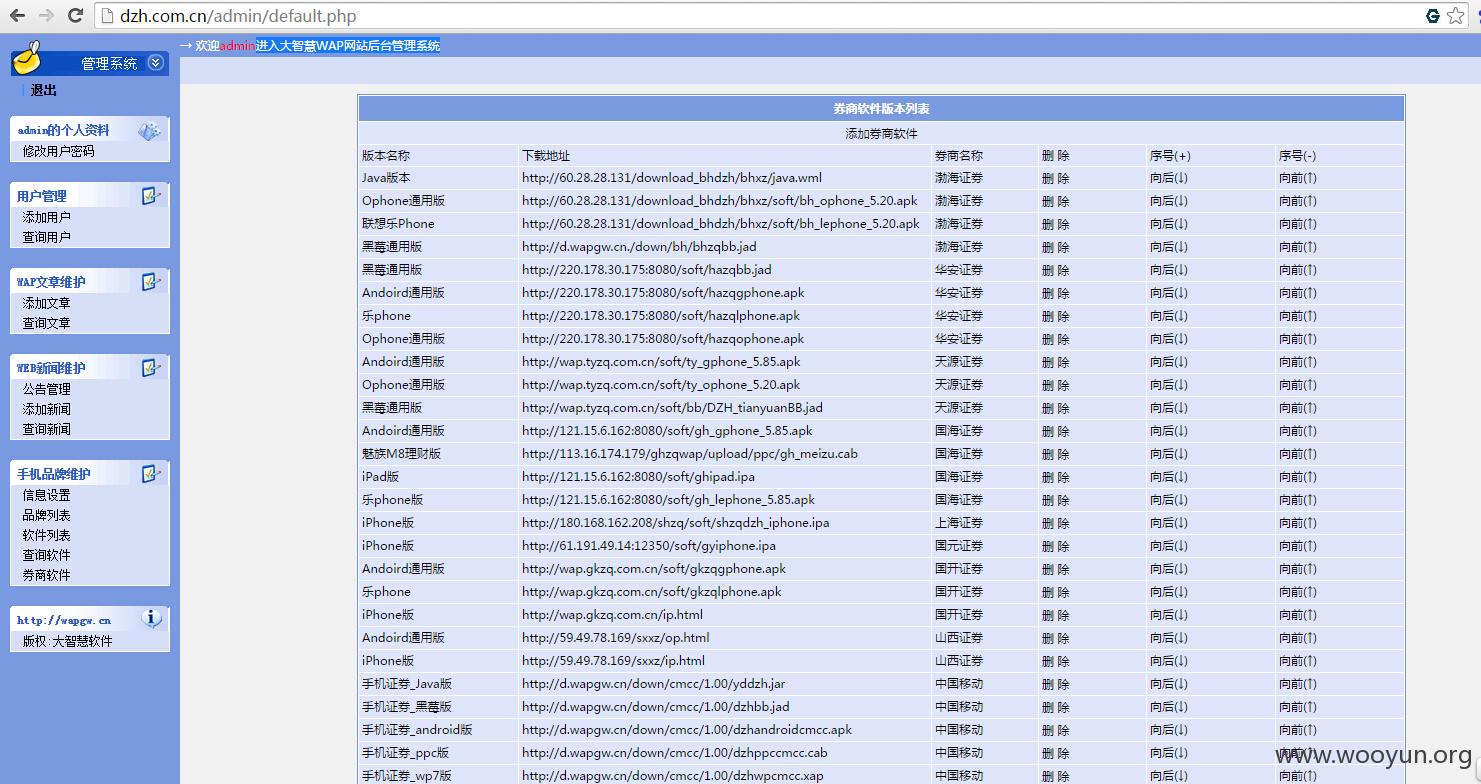 dzh.com.cn/admin/default.php
管理系统
退出
admin的个人资料
修改用户密码
用户管理
添加用户
查询用户
WAP文章维护
添加文章
查询文章
WEB新闻维护
公告管理
添加新闻
查询新闻
手机品牌维护
信息设置
品牌列表
软件列表
查询软件
券商软件
http://wapgw.cn
版权:大智慧软件
→ 欢迎admin进入大智慧WAP网站后台管理系统
券商软件版本列表
添加券商软件
版本名称 下载地址 券商名称 删 除 序号(+) 序号(-)
Java版本 http://60.28.28.131/download_bhdzh/bhxz/java.wml 渤海证券 删 除 向后(↓) 向前(↑)
Ophone通用版 http://60.28.28.131/download_bhdzh/bhxz/soft/bh_ophone_5.20.apk 渤海证券 删 除 向后(↓) 向前(↑)
联想乐Phone http://60.28.28.131/download_bhdzh/bhxz/soft/bh_lephone_5.20.apk 渤海证券 删 除 向后(↓) 向前(↑)
黑莓通用版 http://d.wapgw.cn./down/bh/bhzqbb.jad 渤海证券 删 除 向后(↓) 向前(↑)
黑莓通用版 http://220.178.30.175:8080/soft/hazqbb.jad 华安证券 删 除 向后(↓) 向前(↑)
Andoird通用版 http://220.178.30.175:8080/soft/hazqgphone.apk 华安证券 删 除 向后(↓) 向前(↑)
乐phone http://220.178.30.175:8080/soft/hazqlphone.apk 华安证券 删 除 向后(↓) 向前(↑)
Ophone通用版 http://220.178.30.175:8080/soft/hazqophone.apk 华安证券 删 除 向后(↓) 向前(↑)
Andoird通用版 http://wap.tyzq.com.cn/soft/ty_gphone_5.85.apk 天源证券 删 除 向后(↓) 向前(↑)
Ophone通用版 http://wap.tyzq.com.cn/soft/ty_ophone_5.20.apk 天源证券 删 除 向后(↓) 向前(↑)
黑莓通用版 http://wap.tyzq.com.cn/soft/bb/DZH_tianyuanBB.jad 天源证券 删 除 向后(↓) 向前(↑)
Andoird通用版 http://121.15.6.162:8080/soft/gh_gphone_5.85.apk 国海证券 删 除 向后(↓) 向前(↑)
魅族M8理财版 http://113.16.174.179/ghzqwap/upload/ppc/gh_meizu.cab 国海证券 删 除 向后(↓) 向前(↑)
iPad版 http://121.15.6.162:8080/soft/ghipad.ipa 国海证券 删 除 向后(↓) 向前(↑)
乐phone版 http://121.15.6.162:8080/soft/gh_lephone_5.85.apk 国海证券 删 除 向后(↓) 向前(↑)
iPhone版 http://180.168.162.208/shzq/soft/shzqdzh_iphone.ipa 上海证券 删 除 向后(↓) 向前(↑)
iPhone版 http://61.191.49.14:12350/soft/gyiphone.ipa 国元证券 删 除 向后(↓) 向前(↑)
Andoird通用版 http://wap.gkzq.com.cn/soft/gkzqgphone.apk 国开证券 删 除 向后(↓) 向前(↑)
乐phone http://wap.gkzq.com.cn/soft/gkzqlphone.apk 国开证券 删 除 向后(↓) 向前(↑)
iPhone版 http://wap.gkzq.com.cn/ip.html 国开证券 删 除 向后(↓) 向前(↑)
Andoird通用版 http://59.49.78.169/sxxz/op.html 山西证券 删 除 向后(↓) 向前(↑)
iPhone版 http://59.49.78.169/sxxz/ip.html 山西证券 删 除 向后(↓) 向前(↑)
手机证券_Java版 http://d.wapgw.cn/down/cmcc/1.00/yddzh.jar 中国移动 删 除 向后(↓) 向前(↑)
手机证券_黑莓版 http://d.wapgw.cn/down/cmcc/1.00/dzhbb.jad 中国移动 删 除 向后(↓) 向前(↑)
手机证券_android版 http://d.wapgw.cn/down/cmcc/1.00/dzhandroidcmcc.apk 中国移动 删 除 向后(↓) 向前(↑)
手机证券_ppc版 http://d.wapgw.cn/down/cmcc/1.00/dzhppccmcc.cab 中国移动 删 除 向后(↓) 向前(↑)
手机证券_wp7版 http://d.wapgw.cn/down/cmcc/1.00/dzhwpcmcc.xap 中国移动 删 除 向后(↓) 向前(↑)
www.wooyun.org